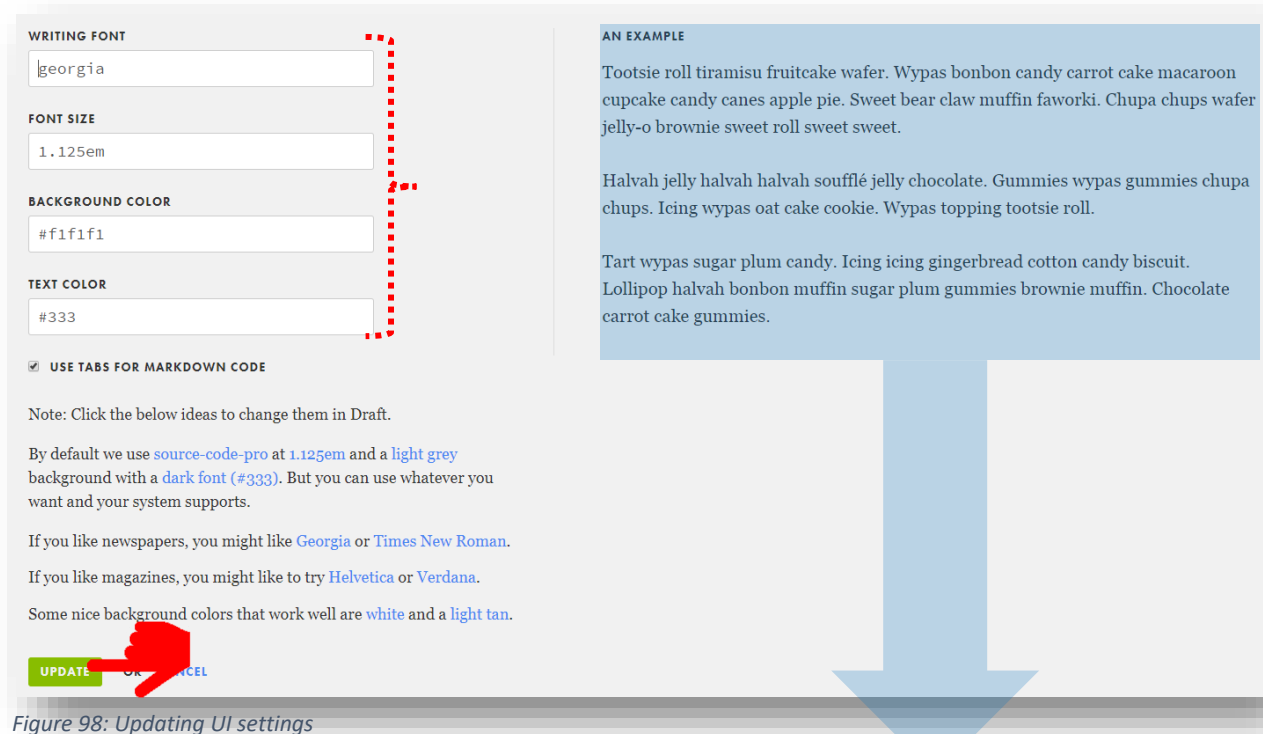 WRITING FONT
georgia
FONT SIZE
1.125em
BACKGROUND COLOR
#f1f1f1
TEXT COLOR
#333
USE TABS FOR MARKDOWN CODE
Note: Click the below ideas to change them in Draft.
By default we use source-code-pro at 1.125em and a light grey
background with a dark font (#333). But you can use whatever you
want and your system supports.
If you like newspapers, you might like Georgia or Times New Roman.
If you like magazines, you might like to try Helvetica or Verdana.
Some nice background colors that work well are white and a light tan.
UPDATE OR
AN EXAMPLE
Tootsie roll tiramisu fruitcake wafer. Wypas bonbon candy carrot cake macaroon
cupcake candy canes apple pie. Sweet bear claw muffin faworki. Chupa chups wafer
jelly-o brownie sweet roll sweet sweet.
Halvah jelly halvah halvah soufflé jelly chocolate. Gummies wypas gummies chupa
chups. Icing wypas oat cake cookie. Wypas topping tootsie roll.
Tart wypas sugar plum candy. Icing icing gingerbread cotton candy biscuit.
Lollipop halvah bonbon muffin sugar plum gummies brownie muffin. Chocolate
carrot cake gummies.
Figure 98: Updating UI settings